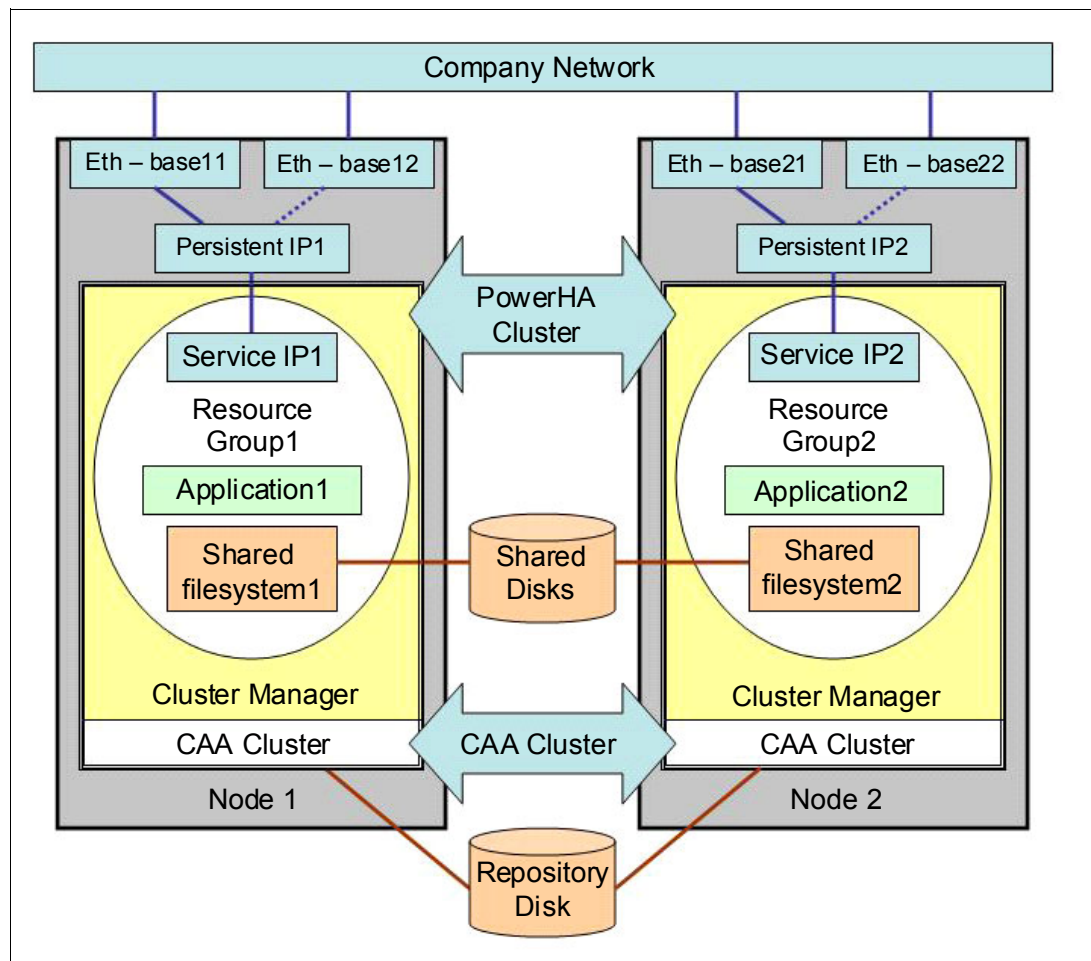 Company Network
Eth – base11
Eth – base12
Eth – base21
Eth – base22
Persistent IP1
Persistent IP2
PowerHA
Cluster
Service IP1
Service IP2
Resource
Group1
Resource
Group2
Application1
Application2
Shared
filesystem1
Shared
Disks
Shared
filesystem2
Cluster Manager
Cluster Manager
CAA Cluster
CAA Cluster
CAA Cluster
Node 1
Node 2
Repository
Disk